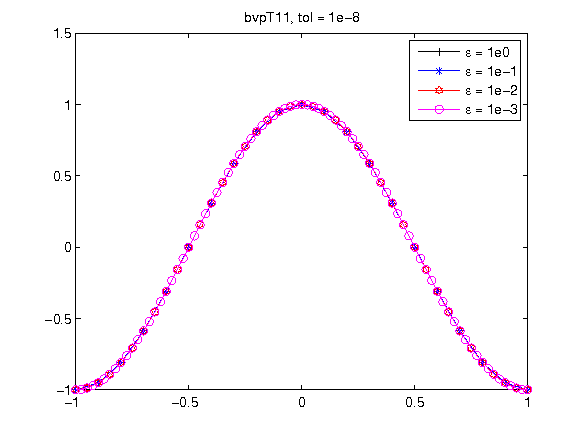 bvpT11, tol = 1e−8
ε = 1e0
ε = 1e−1
ε = 1e−2
ε = 1e−3
1.5
1
0.5
0
−0.5
−1
−1
−0.5
0
0.5
1